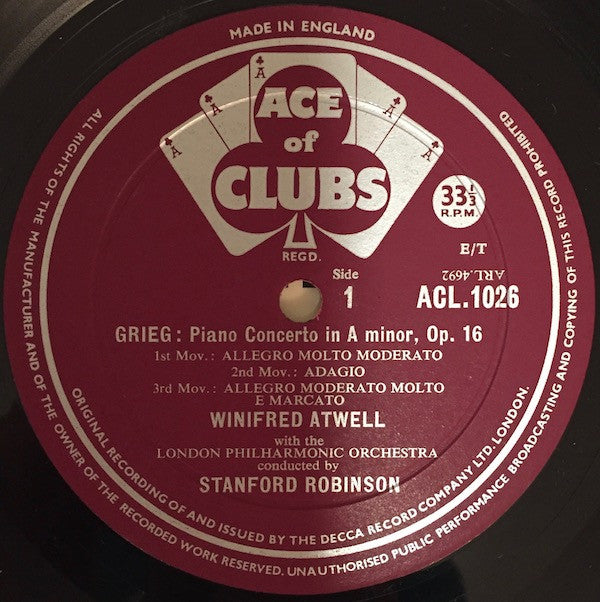 MADE IN ENGLAND
A
A
A
A
ACE
of
CLUBS
REGD.
33⅓
R.P.M.
E/T
ARL.4692
Side
1
ACL.1026
GRIEG: Piano Concerto in A minor, Op. 16
1st Mov.: ALLEGRO MOLTO MODERATO
2nd Mov.: ADAGIO
3rd Mov.: ALLEGRO MODERATO MOLTO
E MARCATO
WINIFRED ATWELL
with the
LONDON PHILHARMONIC ORCHESTRA
conducted by
STANFORD ROBINSON
ALL RIGHTS OF THE MANUFACTURER AND OF THE OWNER OF THE RECORDED WORK RESERVED. UNAUTHORISED PUBLIC PERFORMANCE BROADCASTING AND COPYING OF THIS RECORD PROHIBITED
ORIGINAL RECORDING OF AND ISSUED BY THE DECCA RECORD COMPANY LTD. LONDON.